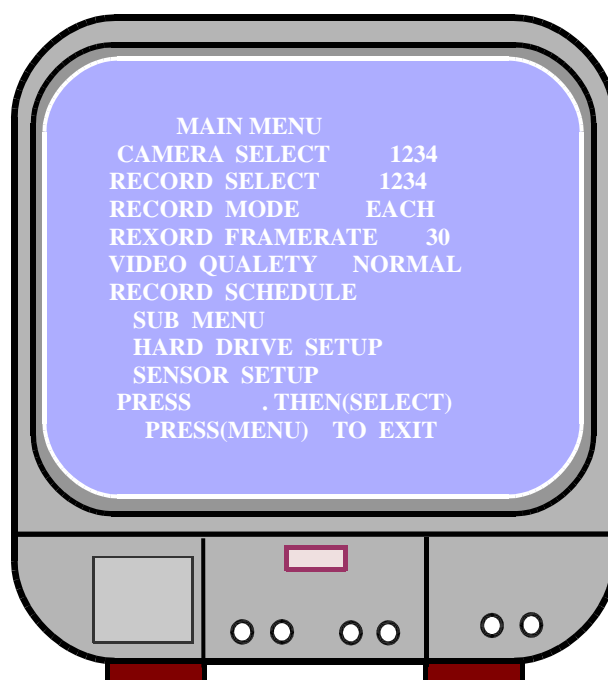 MAIN MENU
CAMERA SELECT 1234
RECORD SELECT 1234
RECORD MODE EACH
REXORD FRAMERATE 30
VIDEO QUALETY NORMAL
RECORD SCHEDULE
SUB MENU
HARD DRIVE SETUP
SENSOR SETUP
PRESS . THEN(SELECT)
PRESS(MENU) TO EXIT